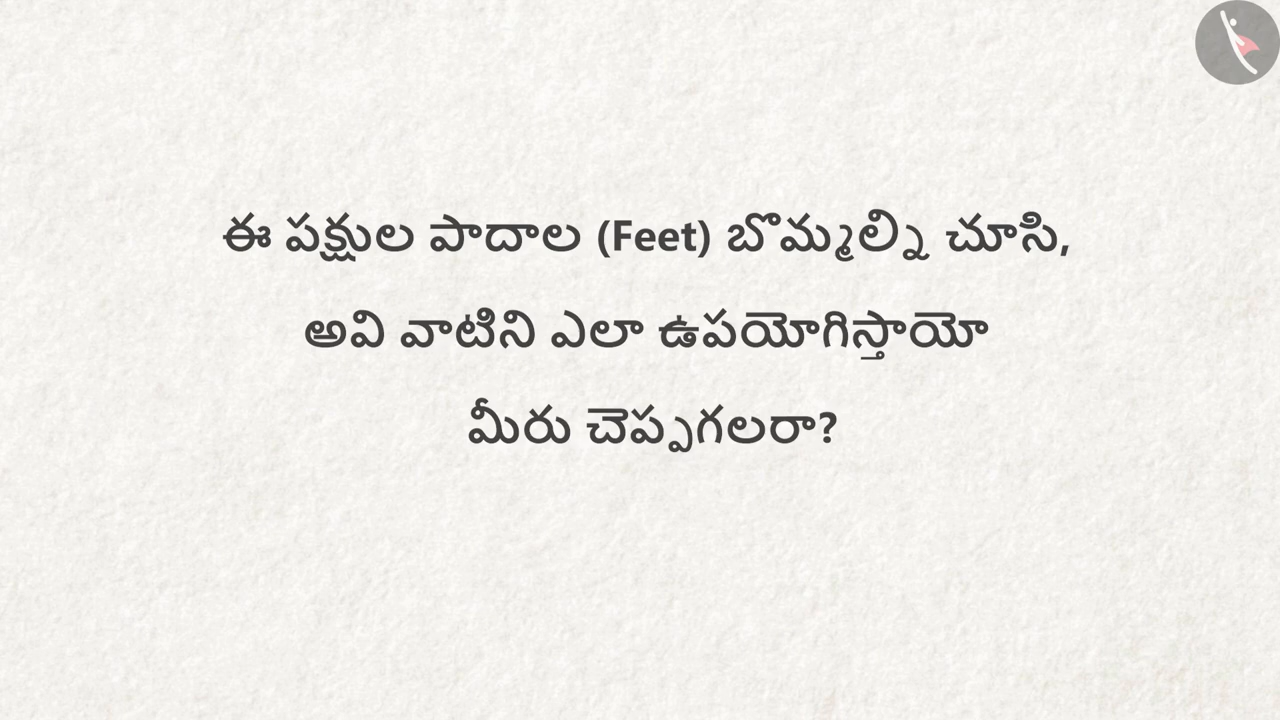 ఈ పక్షుల పాదాల (Feet) బొమ్మల్ని చూసి,
అవి వాటిని ఎలా ఉపయోగిస్తాయో
మీరు చెప్పగలరా?